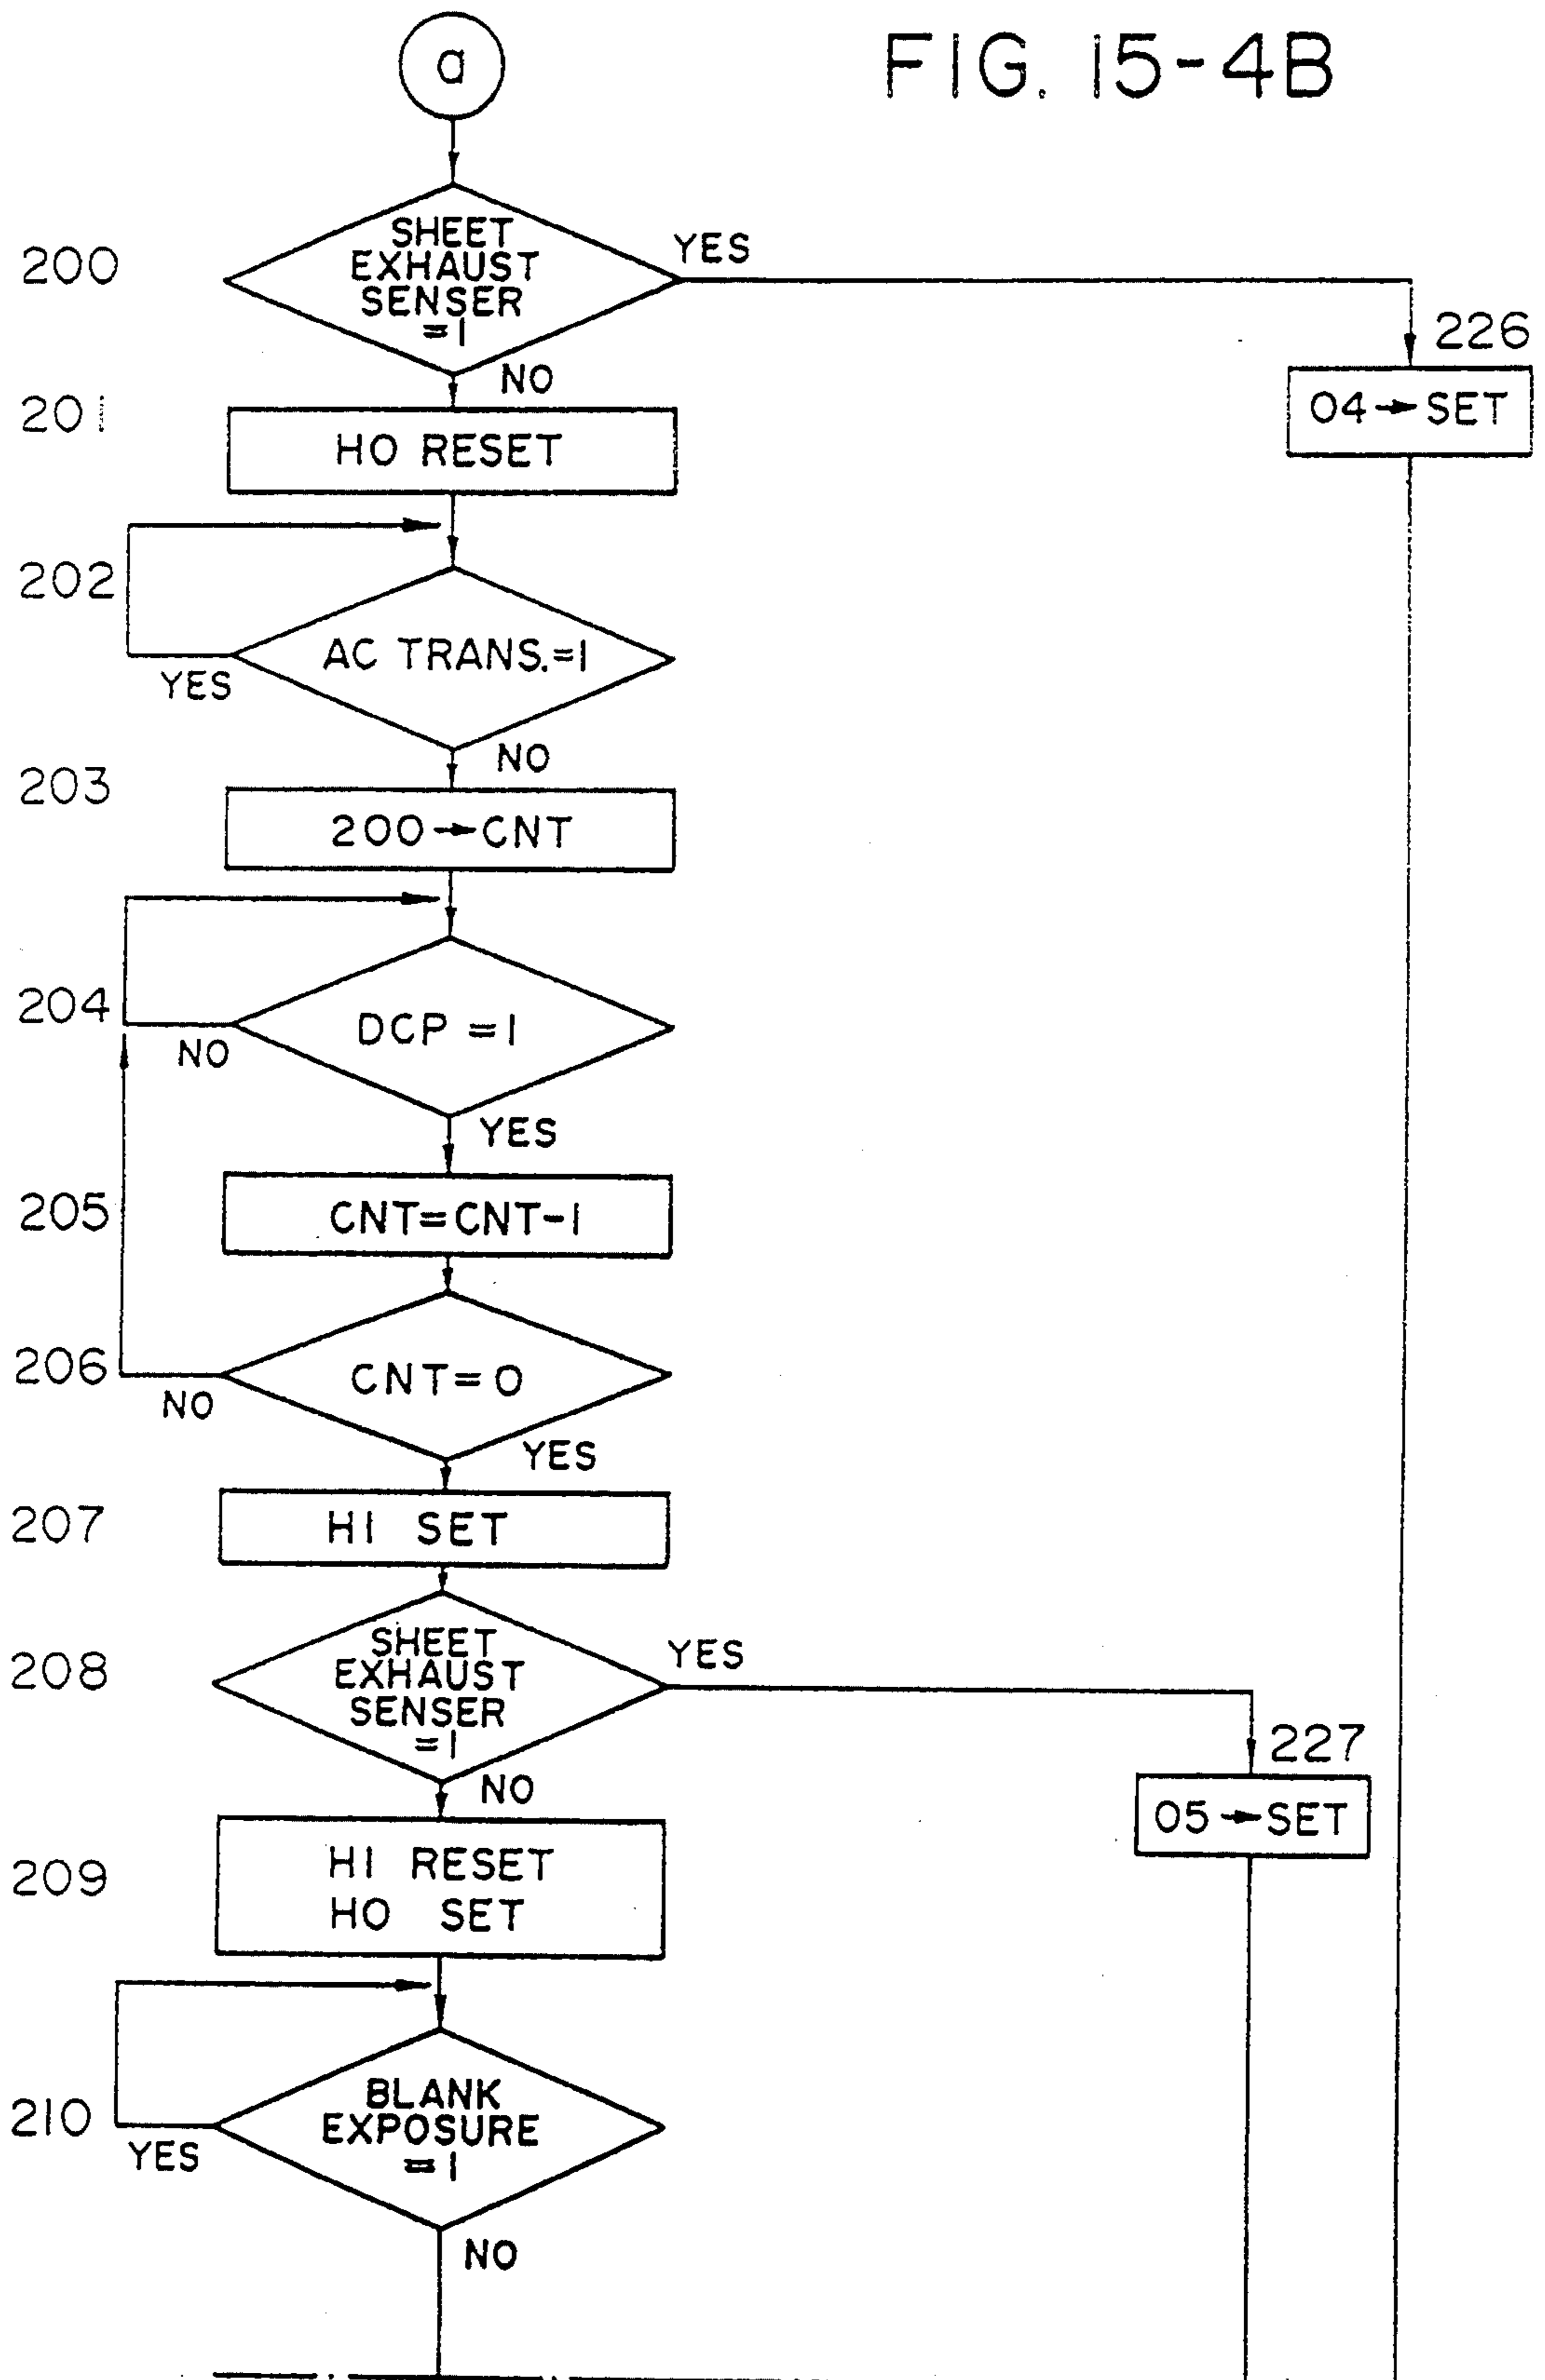 FIG. 15-4B
a
200
SHEET
EXHAUST
SENSER
=1
YES
NO
226
04→SET
201
HO RESET
202
AC TRANS.=1
YES
NO
203
200→CNT
204
DCP =1
NO
YES
205
CNT=CNT-1
206
CNT=0
NO
YES
207
HI SET
208
SHEET
EXHAUST
SENSER
=1
YES
NO
227
05→SET
209
HI RESET
HO SET
210
BLANK
EXPOSURE
=1
YES
NO